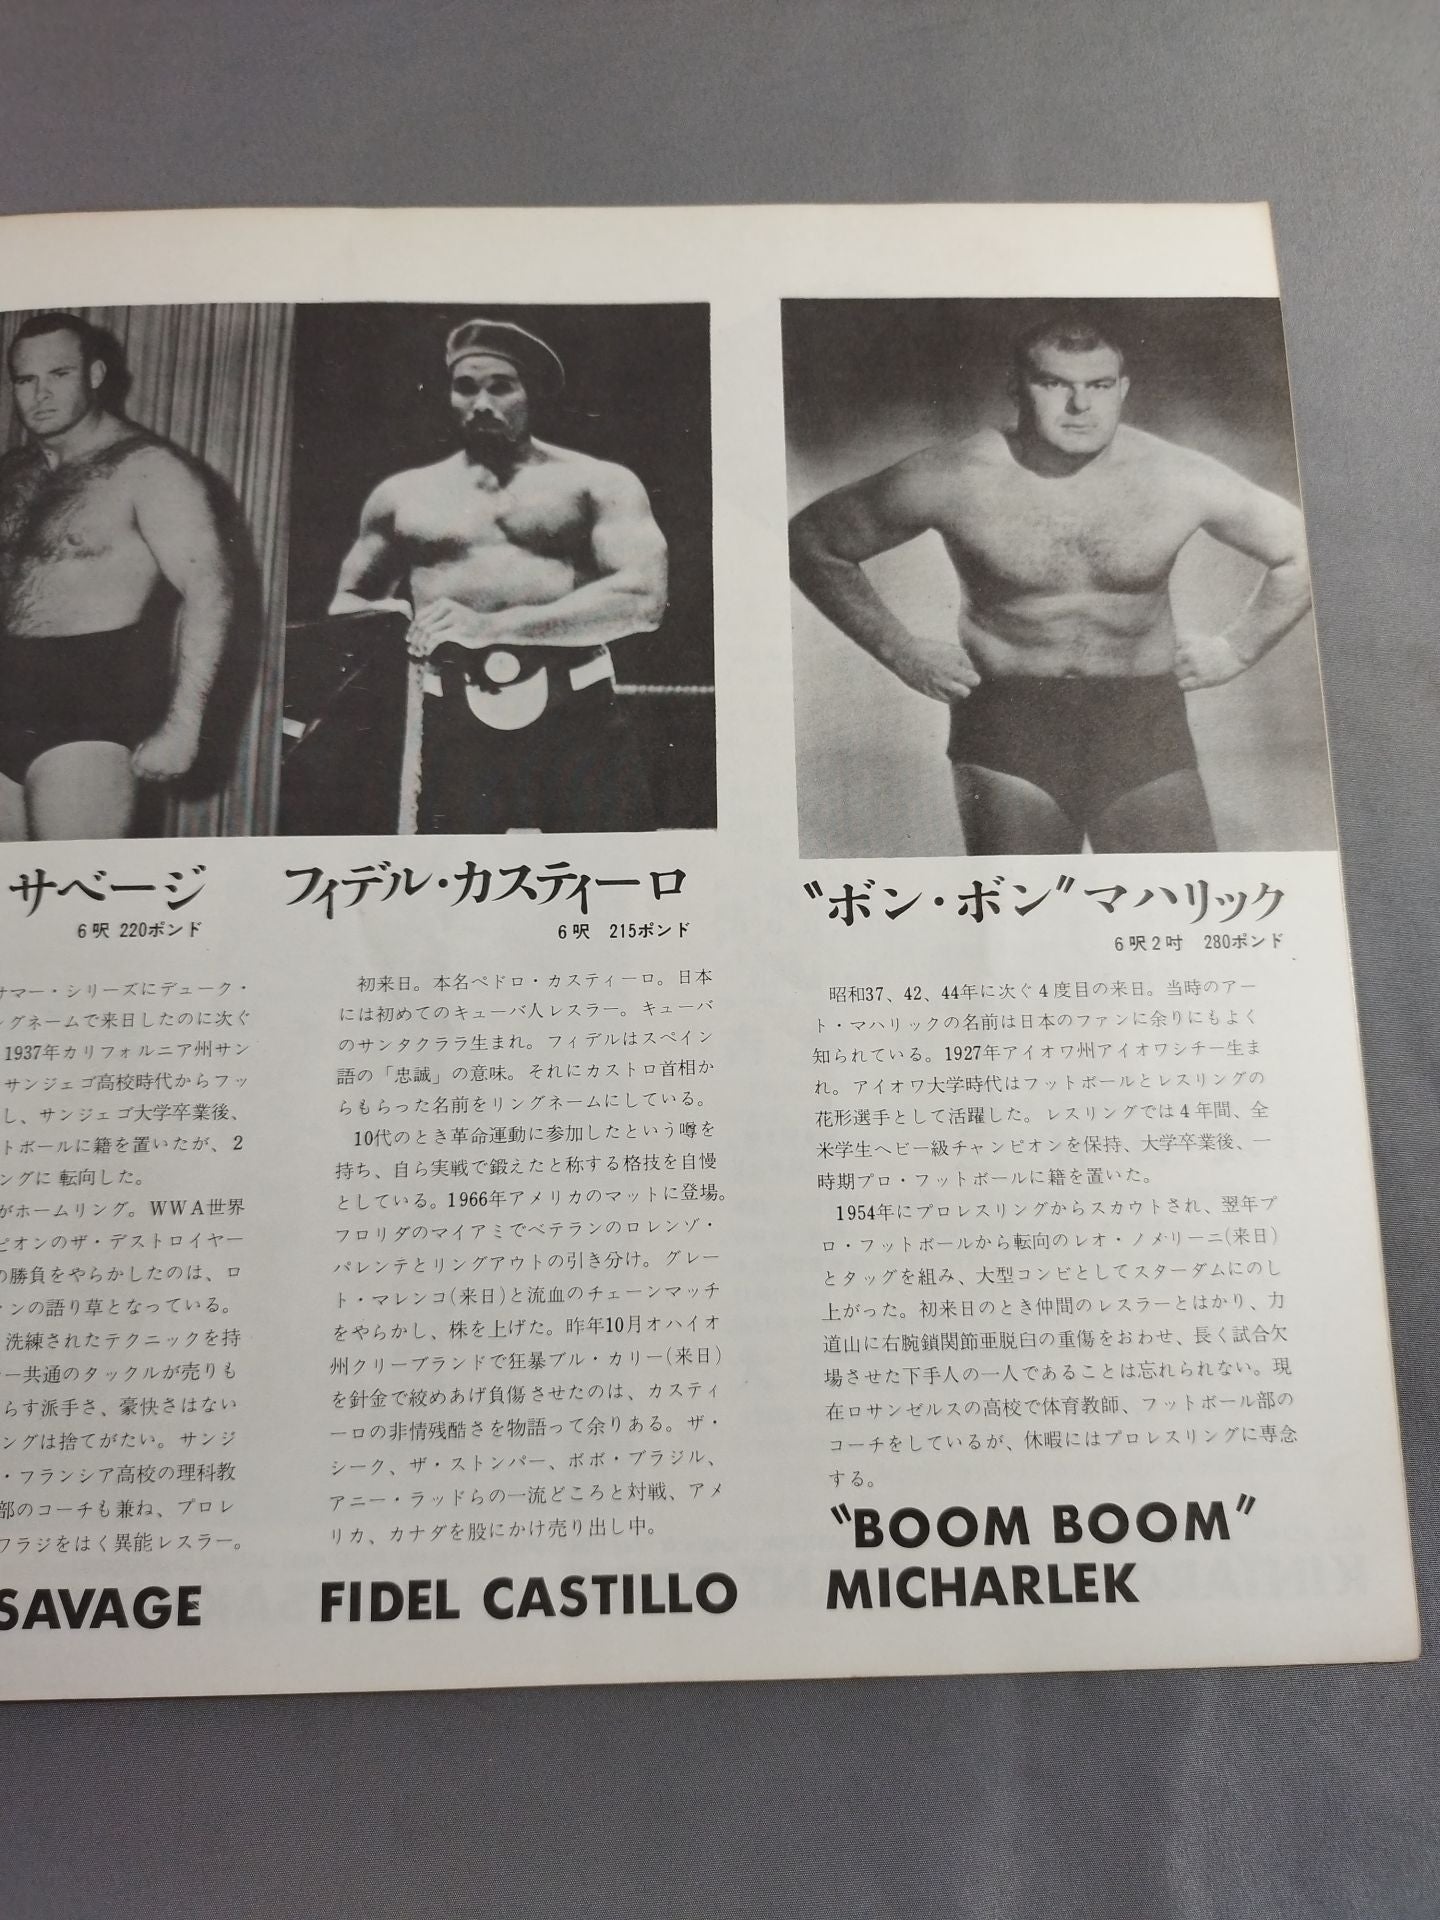 サベージ
6呎 220ポンド
サマー・シリーズにデューク・
ングネームで来日したのに次ぐ
1937年カリフォルニア州サン
サンジェゴ高校時代からフッ
し、サンジェゴ大学卒業後、
トボールに籍を置いたが、2
ングに転向した。
がホームリング。WWA世界
ピオンのザ・デストロイヤー
の勝負をやらかしたのは、ロ
ンの語り草となっている。
洗練されたテクニックを持
ー共通のタックルが売りも
らす派手さ、豪快さはない
ングは捨てがたい。サンジ
・フランシア高校の理科教
部のコーチも兼ね、プロレ
フラジをはく異能レスラー。
SAVAGE
フィデル・カスティーロ
6呎 215ポンド
初来日。本名ペドロ・カスティーロ。日本
には初めてのキューバ人レスラー。キューバ
のサンタクララ生まれ。フィデルはスペイン
語の「忠誠」の意味。それにカストロ首相か
らもらった名前をリングネームにしている。
10代のとき革命運動に参加したという噂を
持ち、自ら実戦で鍛えたと称する格技を自慢
としている。1966年アメリカのマットに登場。
フロリダのマイアミでベテランのロレンゾ・
パレンテとリングアウトの引き分け。グレー
ト・マレンコ(来日)と流血のチェーンマッチ
をやらかし、株を上げた。昨年10月オハイオ
州クリーブランドで狂暴ブル・カリー(来日)
を針金で絞めあげ負傷させたのは、カスティ
ーロの非情残酷さを物語って余りある。ザ・
シーク、ザ・ストンパー、ボボ・ブラジル、
アニー・ラッドらの一流どころと対戦、アメ
リカ、カナダを股にかけ売り出し中。
FIDEL CASTILLO
"ボン・ボン"マハリック
6呎2吋 280ポンド
昭和37、42、44年に次ぐ4度目の来日。当時のアー
ト・マハリックの名前は日本のファンに余りにもよく
知られている。1927年アイオワ州アイオワシチー生ま
れ。アイオワ大学時代はフットボールとレスリングの
花形選手として活躍した。レスリングでは4年間、全
米学生ヘビー級チャンピオンを保持、大学卒業後、一
時期プロ・フットボールに籍を置いた。
1954年にプロレスリングからスカウトされ、翌年プ
ロ・フットボールから転向のレオ・ノメリーニ(来日)
とタッグを組み、大型コンビとしてスターダムにのし
上がった。初来日のとき仲間のレスラーとはかり、力
道山に右腕鎖関節亜脱臼の重傷をおわせ、長く試合欠
場させた下手人の一人であることは忘れられない。現
在ロサンゼルスの高校で体育教師、フットボール部の
コーチをしているが、休暇にはプロレスリングに専念
する。
"BOOM BOOM"
MICHARLEK